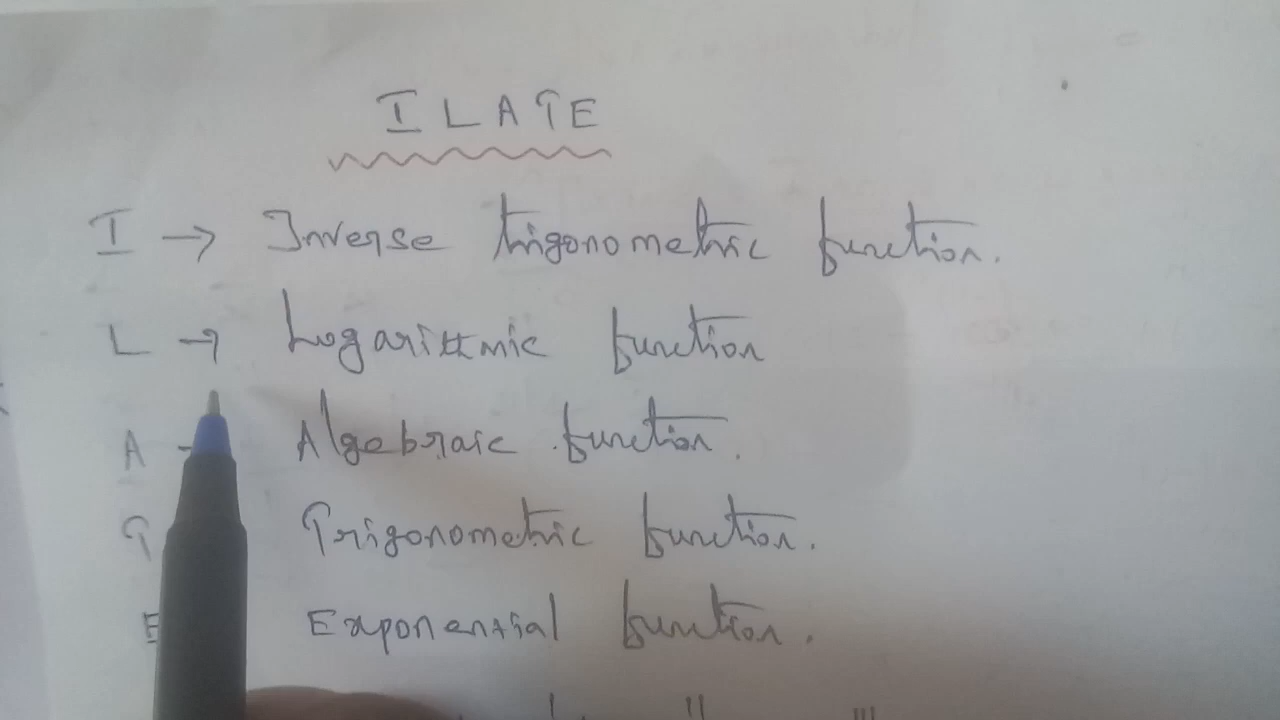 ILATE
I → Inverse trigonometric function.
L → Logarithmic function
A - Algebraic function.
T Trigonometric function.
E Exponential function.